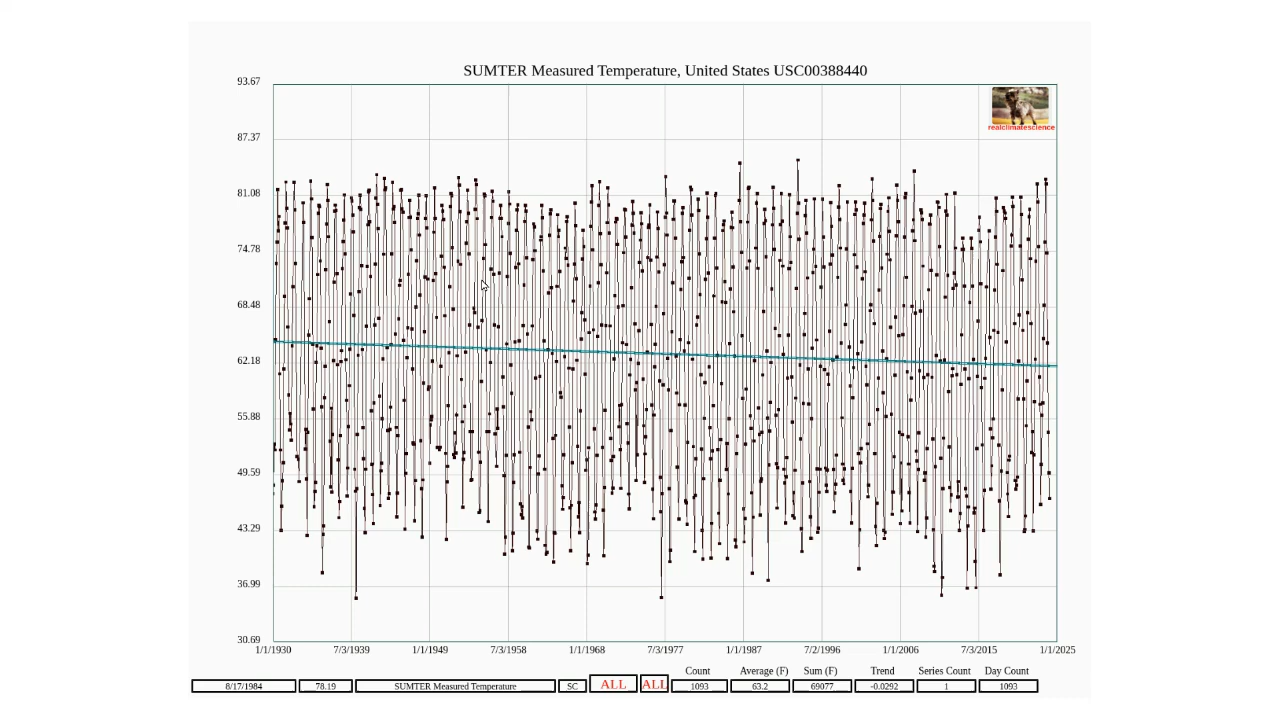 SUMTER Measured Temperature, United States USC00388440
93.67
realclimatescience
87.37
81.08
74.78
68.48
62.18
55.88
49.59
43.29
36.99
30.69
1/1/1930 7/3/1939 1/1/1949 7/3/1958 1/1/1968 7/3/1977 1/1/1987 7/2/1996 1/1/2006 7/3/2015 1/1/2025
Count Average (F) Sum (F) Trend Series Count Day Count
8/17/1984 78.19 SUMTER Measured Temperature SC ALL ALL 1093 63.2 69077 -0.0292 1 1093